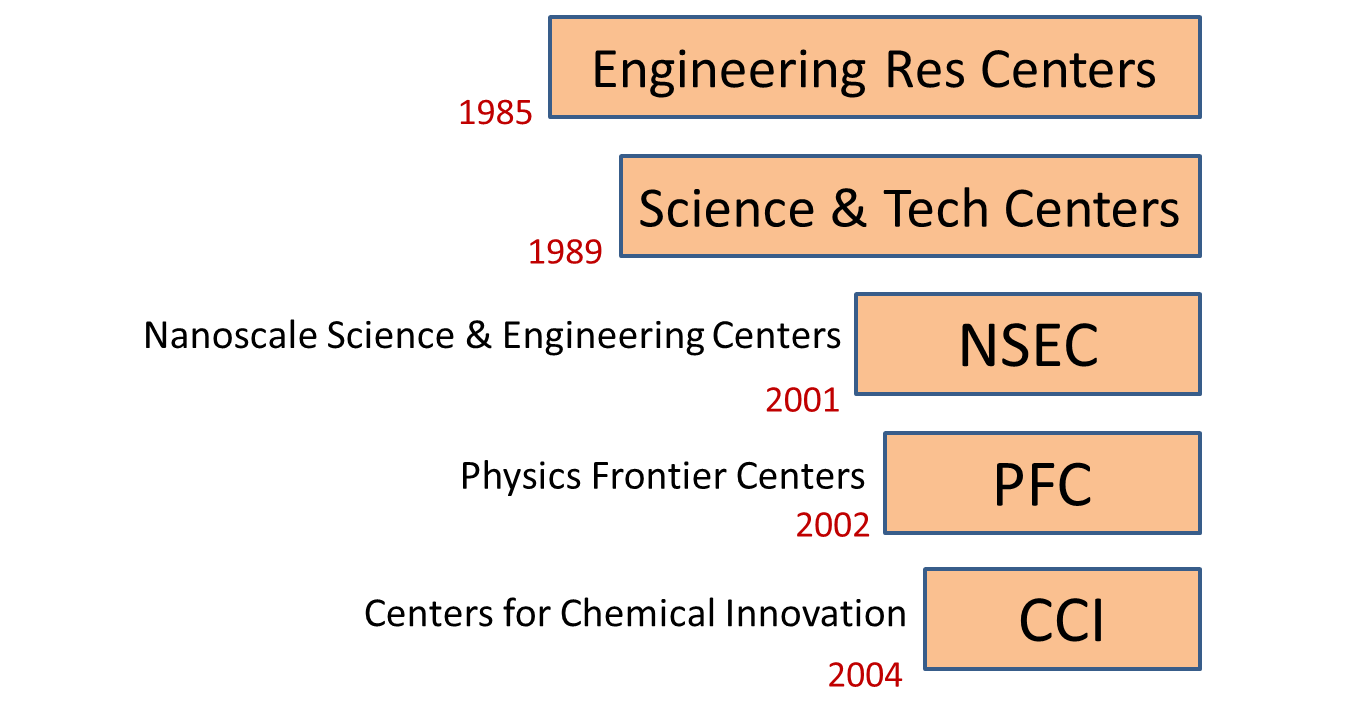 Engineering Res Centers
1985
Science & Tech Centers
1989
Nanoscale Science & Engineering Centers
NSEC
2001
Physics Frontier Centers
PFC
2002
Centers for Chemical Innovation
CCI
2004